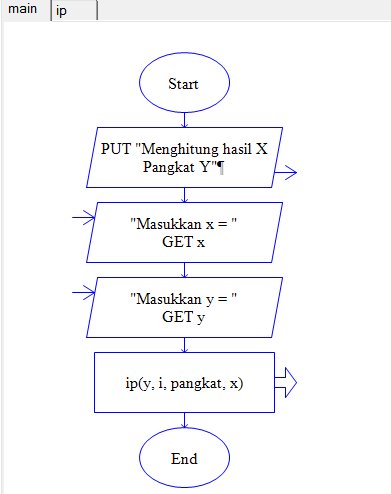 main ip
Start
PUT "Menghitung hasil X
Pangkat Y"¶
"Masukkan x = "
GET x
"Masukkan y = "
GET y
ip(y, i, pangkat, x)
End